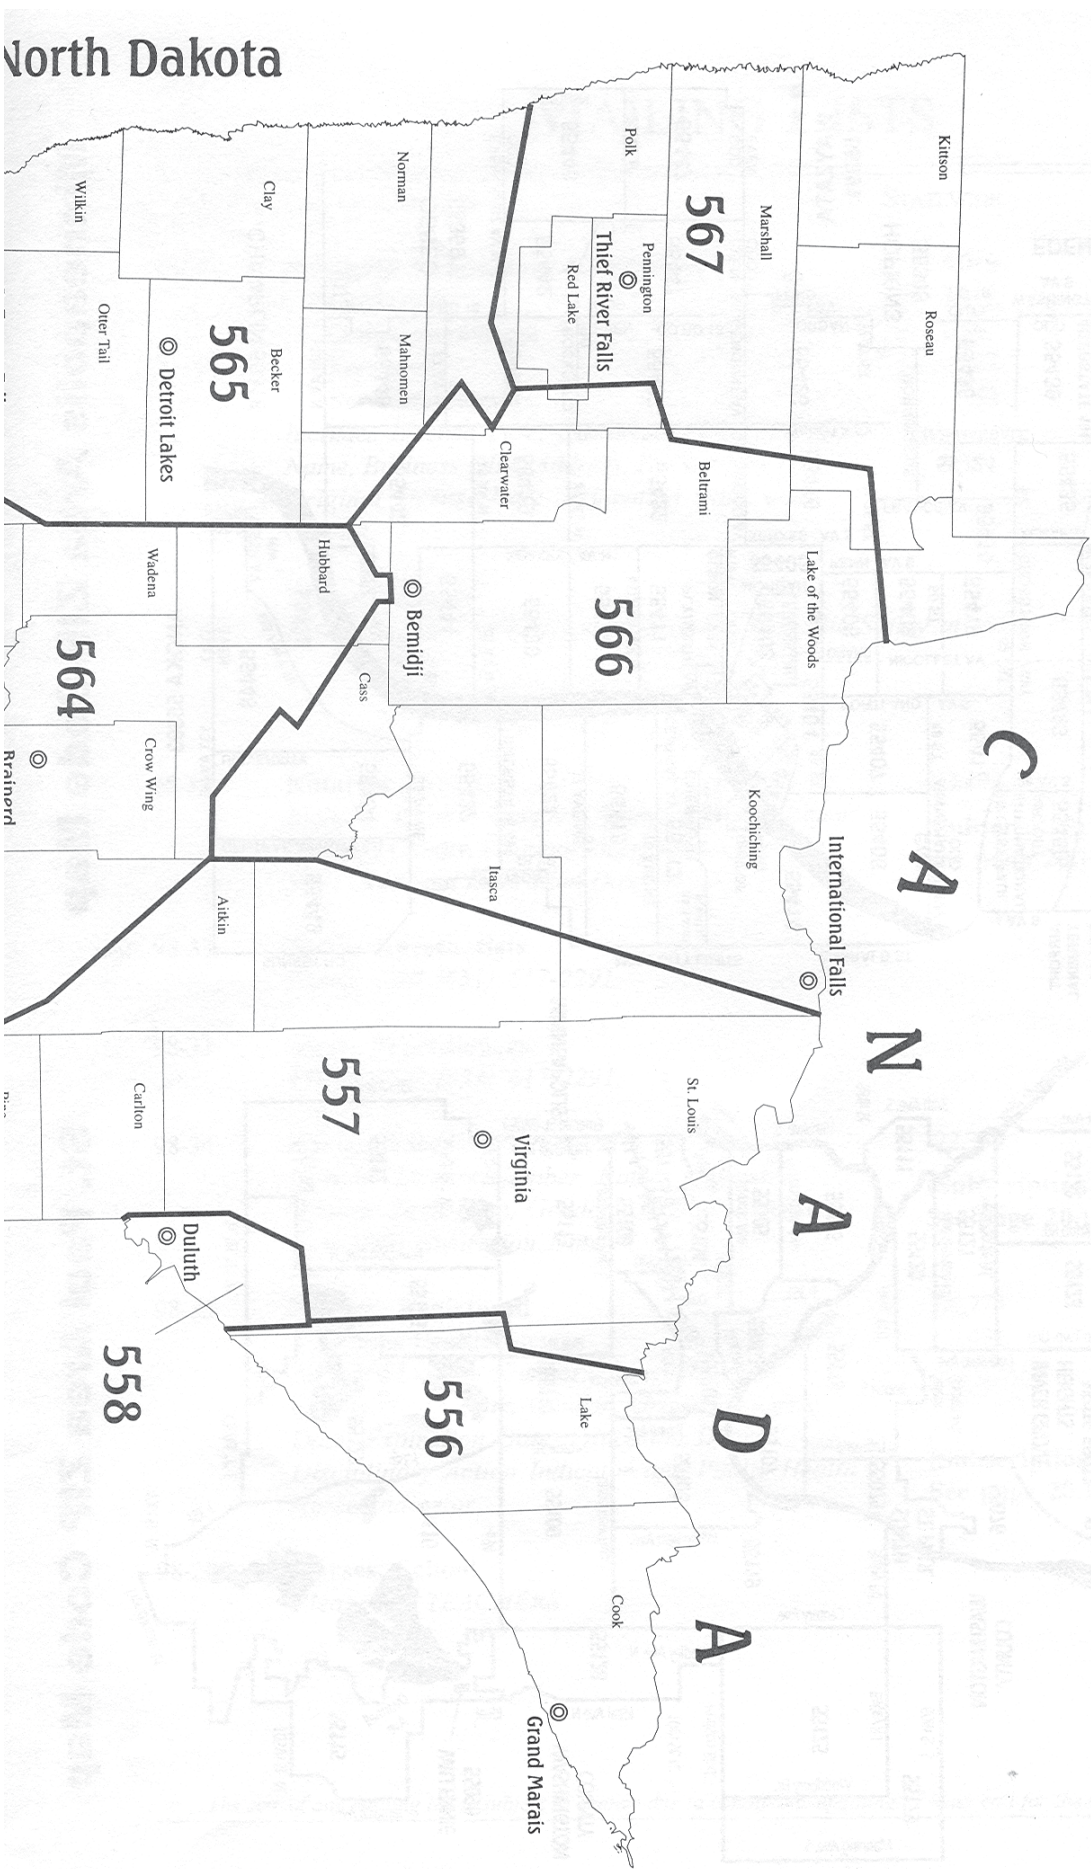 North Dakota
CANADA
Kittson
Roseau
Lake of the Woods
Marshall
567
Polk
Pennington
Thief River Falls
Red Lake
Beltrami
Koochiching
International Falls
566
Norman
Mahnomen
Clearwater
Itasca
St. Louis
Virginia
Lake
Cook
Grand Marais
556
Bemidji
Clay
Becker
565
Detroit Lakes
Hubbard
Cass
557
Wilkin
Otter Tail
Wadena
564
Crow Wing
Brainerd
Aitkin
Carlton
Duluth
558